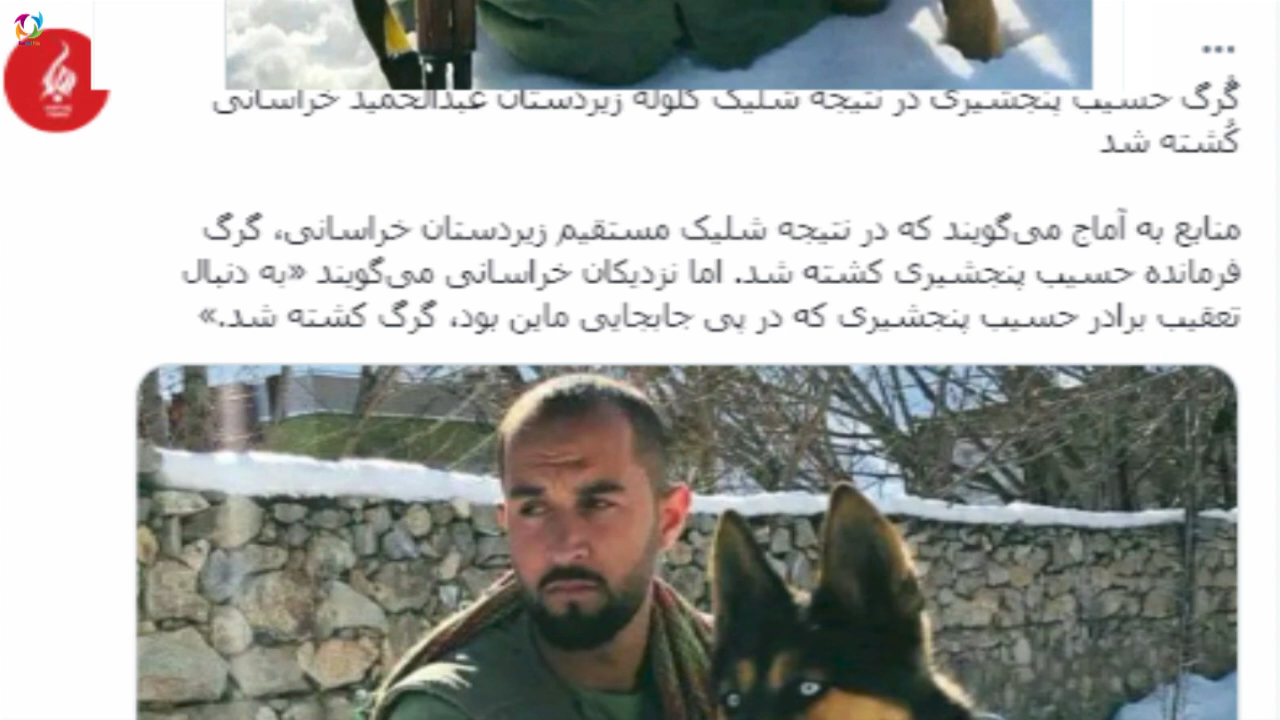 گرگ حسیب پنجشیری در نتیجه شلیک گلوله زیردستان عبدالحمید خراسانی
کُشته شد
منابع به آماج می‌گویند که در نتیجه شلیک مستقیم زیردستان خراسانی، گرگ
فرمانده حسیب پنجشیری کشته شد. اما نزدیکان خراسانی می‌گویند «به دنبال
تعقیب برادر حسیب پنجشیری که در پی جابجایی ماین بود، گرگ کشته شد.»